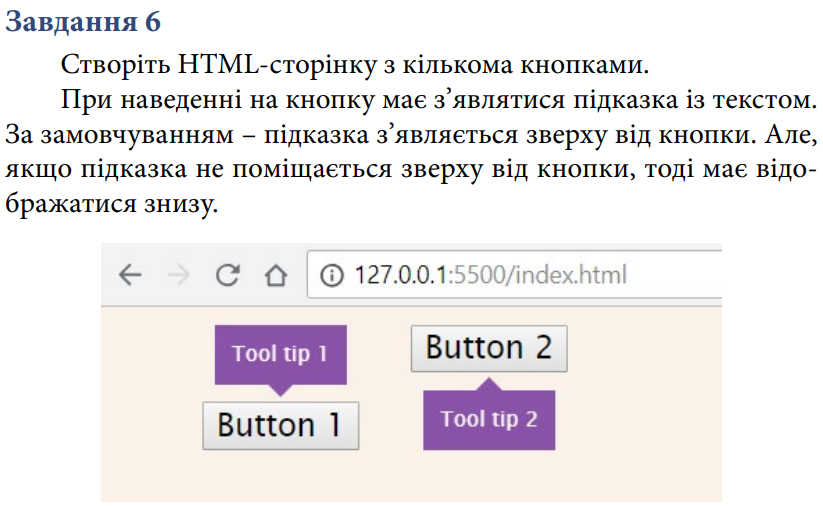 Завдання 6
Створіть HTML-сторінку з кількома кнопками.
При наведенні на кнопку має з’являтися підказка із текстом.
За замовчуванням – підказка з’являється зверху від кнопки. Але,
якщо підказка не поміщається зверху від кнопки, тоді має відо-
бражатися знизу.
127.0.0.1:5500/index.html
Tool tip 1
Button 2
Button 1
Tool tip 2